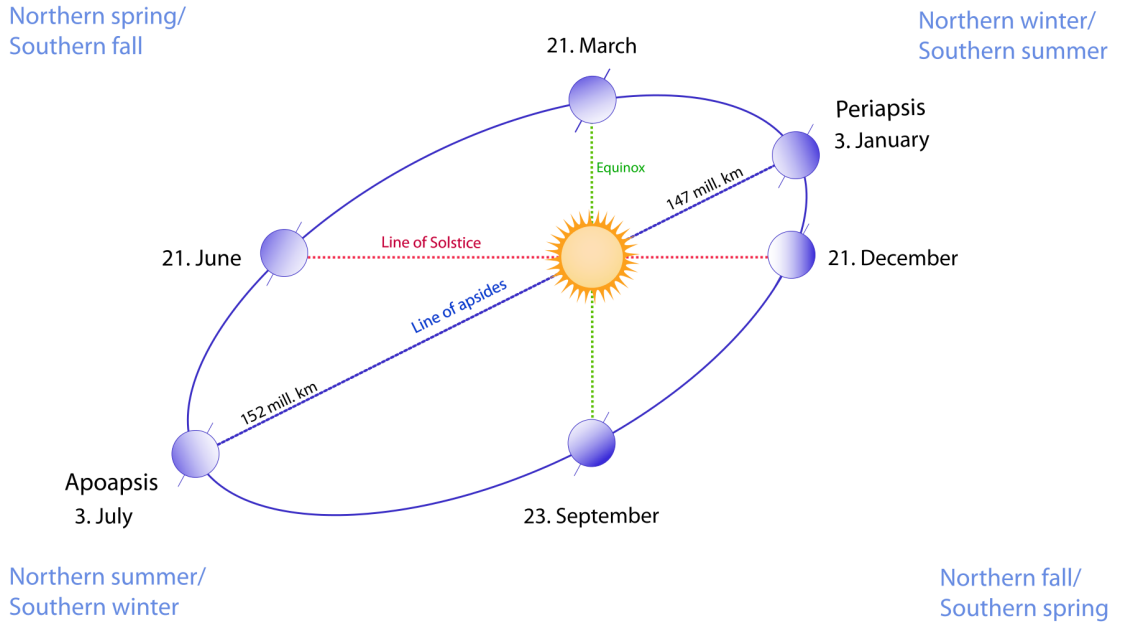 Northern spring/
Southern fall
Northern winter/
Southern summer
21. March
Periapsis
3. January
Equinox
147 mill. km
Line of Solstice
21. June
21. December
Line of apsides
152 mill. km
Apoapsis
3. July
23. September
Northern summer/
Southern winter
Northern fall/
Southern spring